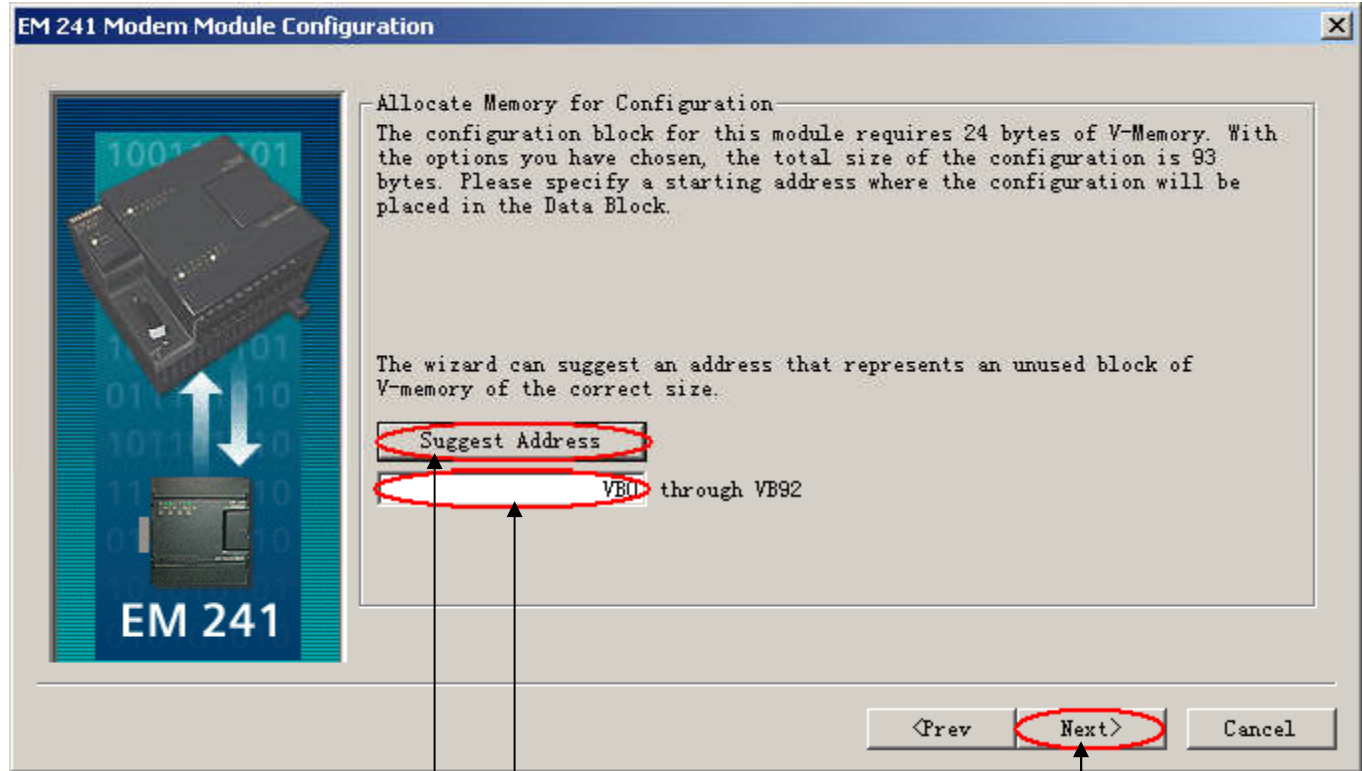 EM 241 Modem Module Configuration
Allocate Memory for Configuration
The configuration block for this module requires 24 bytes of V-Memory. With
the options you have chosen, the total size of the configuration is 93
bytes. Please specify a starting address where the configuration will be
placed in the Data Block.
The wizard can suggest an address that represents an unused block of
V-memory of the correct size.
Suggest Address
VB0 through VB92
EM 241
<Prev
Next>
Cancel